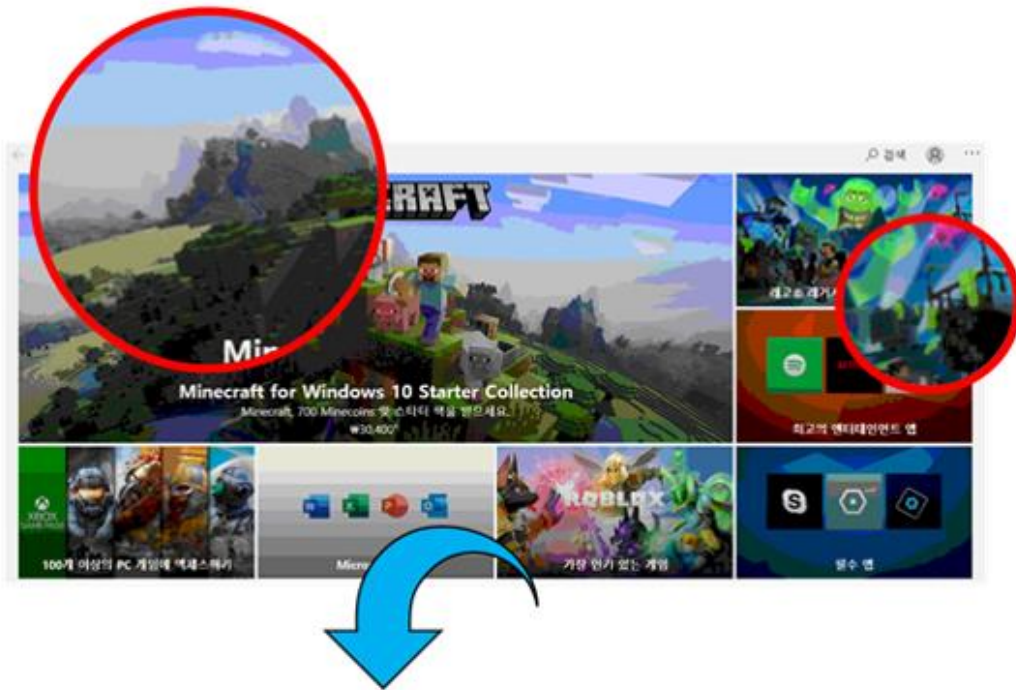 검색
CRAFT
Min
레고소 레거시
Minecraft for Windows 10 Starter Collection
Minecraft, 700 Minecoins 및 스타터 팩을 받으세요.
₩30,400
최고의 엔터테인먼트 앱
XBOX
GAME PASS
ROBLOX
100개 이상의 PC 게임에 액세스하기
Micro
가장 인기 있는 게임
필수 앱